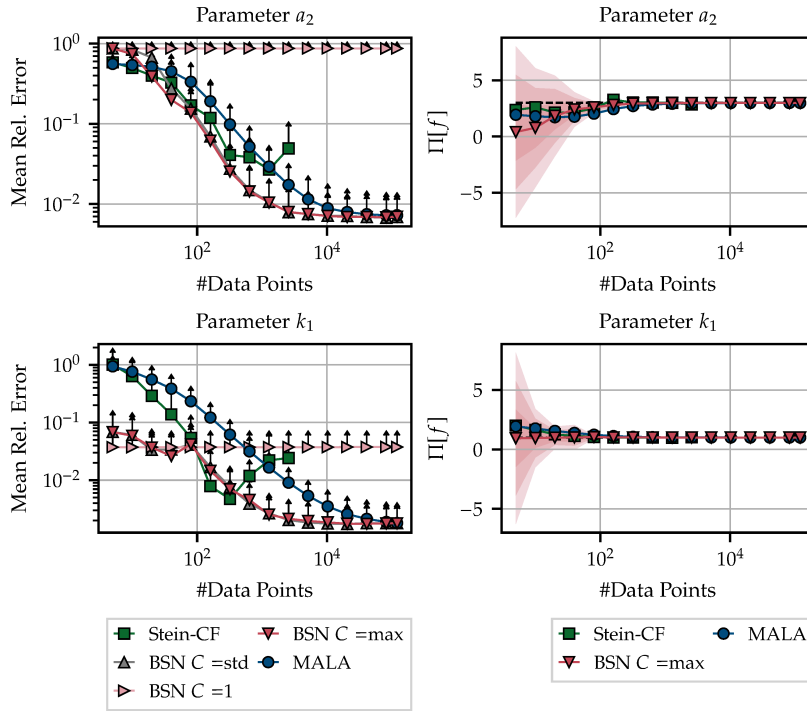 Parameter a₂
Mean Rel. Error
10⁰
10⁻¹
10⁻²
10²
10⁴
#Data Points
Parameter a₂
Π[f]
5
0
−5
10²
10⁴
#Data Points
Parameter k₁
Mean Rel. Error
10⁰
10⁻¹
10⁻²
10²
10⁴
#Data Points
Parameter k₁
Π[f]
5
0
−5
10²
10⁴
#Data Points
Stein-CF
BSN C =std
BSN C =1
BSN C =max
MALA
Stein-CF
BSN C =max
MALA